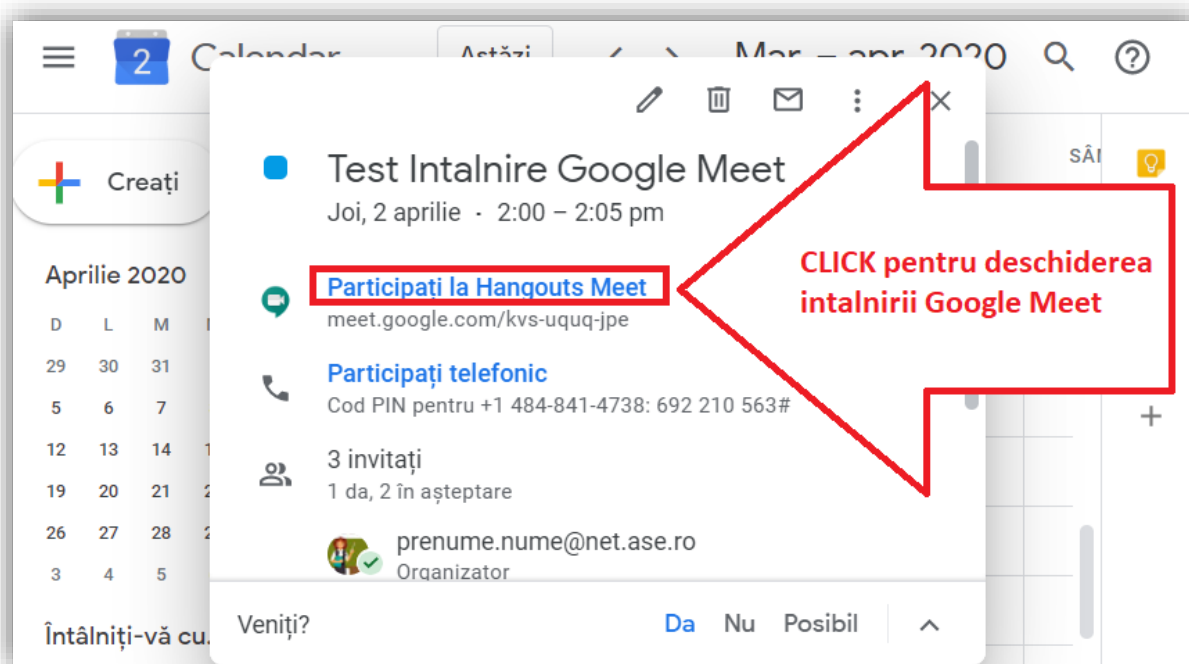 2
Calendar
Astăzi
Mar. – apr. 2020
Creați
Test Intalnire Google Meet
Joi, 2 aprilie · 2:00 – 2:05 pm
Participați la Hangouts Meet
meet.google.com/kvs-uquq-jpe
Participați telefonic
Cod PIN pentru +1 484-841-4738: 692 210 563#
3 invitați
1 da, 2 în așteptare
prenume.nume@net.ase.ro
Organizator
Veniți?
Da Nu Posibil
CLICK pentru deschiderea
intalnirii Google Meet
Aprilie 2020
D L M
29 30 31
5 6 7
12 13 14
19 20 21
26 27 28
3 4 5
Întâlniți-vă cu